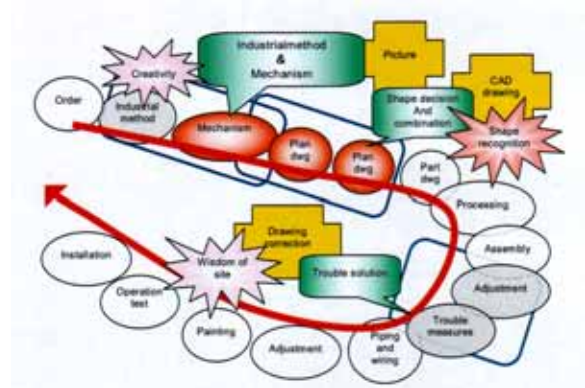 Industrialmethod
&
Mechanism
Picture
Creativity
CAD
drawing
Order
Industrial
method
Shape decision
And
combination
Mechanism
Shape
recognition
Plan
dwg
Plan
dwg
Part
dwg
Processing
Drawing
correction
Assembly
Installation
Wisdom of
site
Trouble solution
Adjustment
Operation
test
Trouble
measures
Painting
Piping
and
wiring
Adjustment